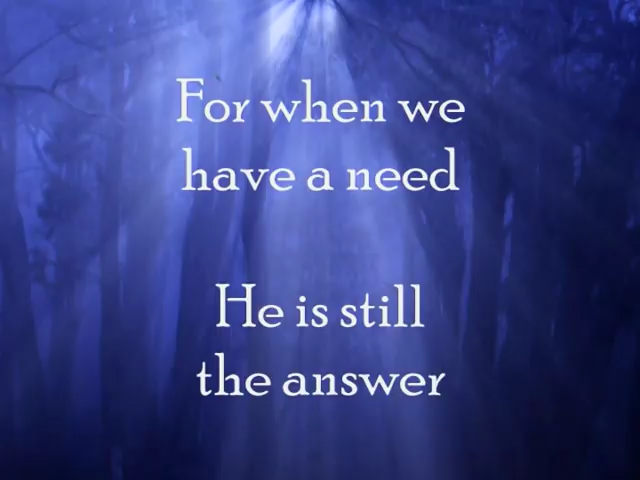 For when we
have a need
He is still
the answer